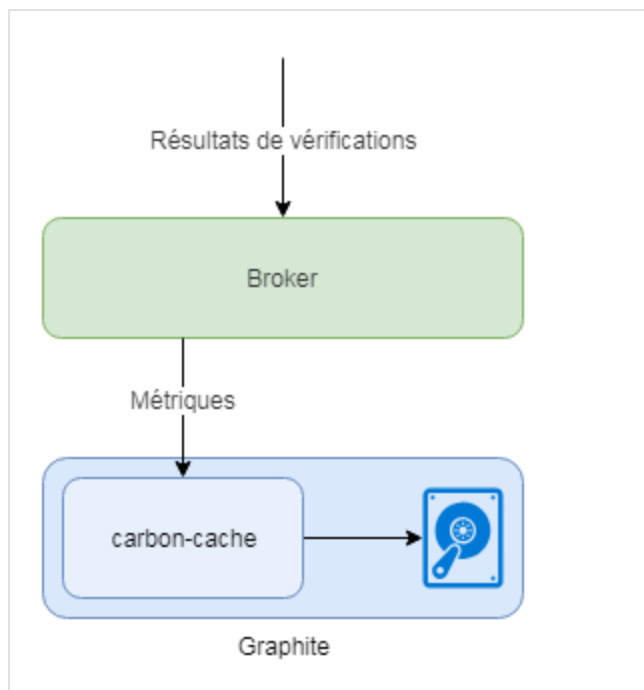 Résultats de vérifications
Broker
Métriques
carbon-cache
Graphite